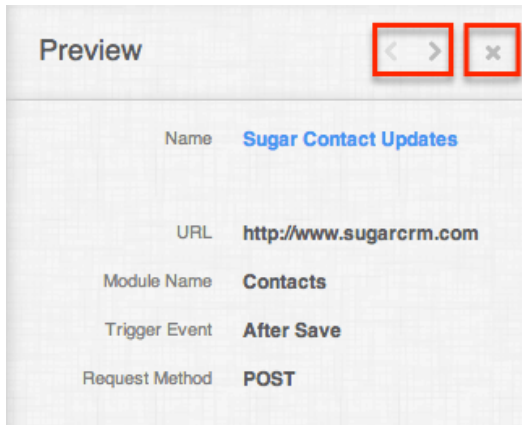 Preview
Name Sugar Contact Updates
URL http://www.sugarcrm.com
Module Name Contacts
Trigger Event After Save
Request Method POST